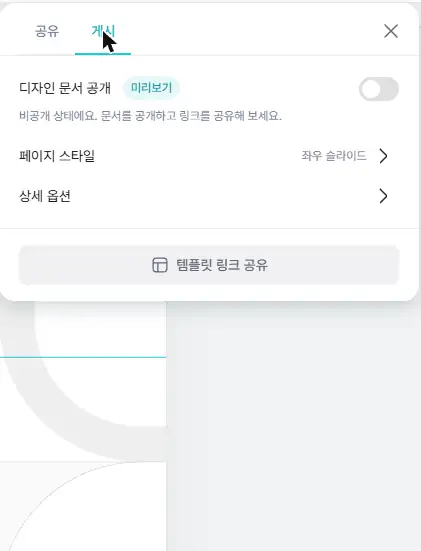 공유 게시
디자인 문서 공개 미리보기
비공개 상태에요. 문서를 공개하고 링크를 공유해 보세요.
페이지 스타일 좌우 슬라이드
상세 옵션
템플릿 링크 공유